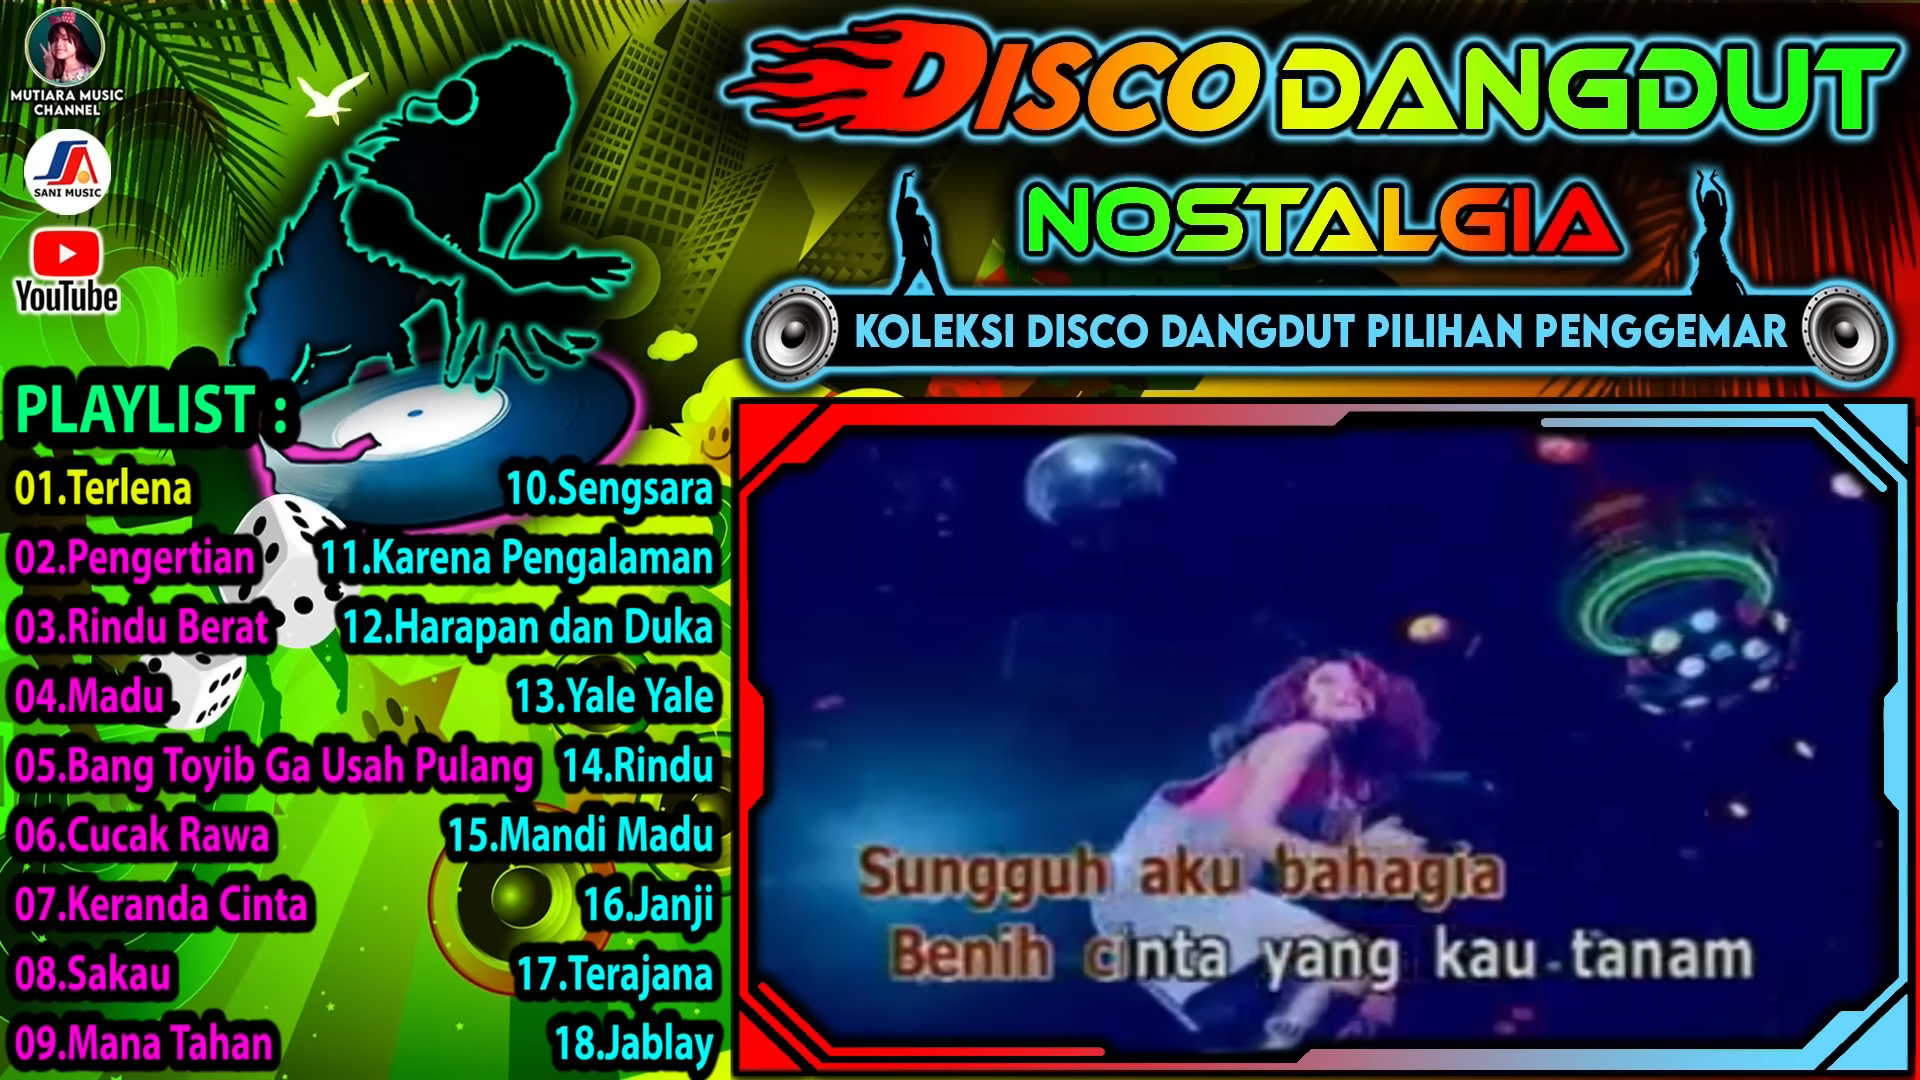 MUTIARA MUSIC
CHANNEL
SANI MUSIC
YouTube
DISCO DANGDUT
NOSTALGIA
KOLEKSI DISCO DANGDUT PILIHAN PENGGEMAR
PLAYLIST :
01.Terlena
02.Pengertian
03.Rindu Berat
04.Madu
05.Bang Toyib Ga Usah Pulang
06.Cucak Rawa
07.Keranda Cinta
08.Sakau
09.Mana Tahan
10.Sengsara
11.Karena Pengalaman
12.Harapan dan Duka
13.Yale Yale
14.Rindu
15.Mandi Madu
16.Janji
17.Terajana
18.Jablay
Sungguh aku bahagia
Benih cinta yang kau tanam